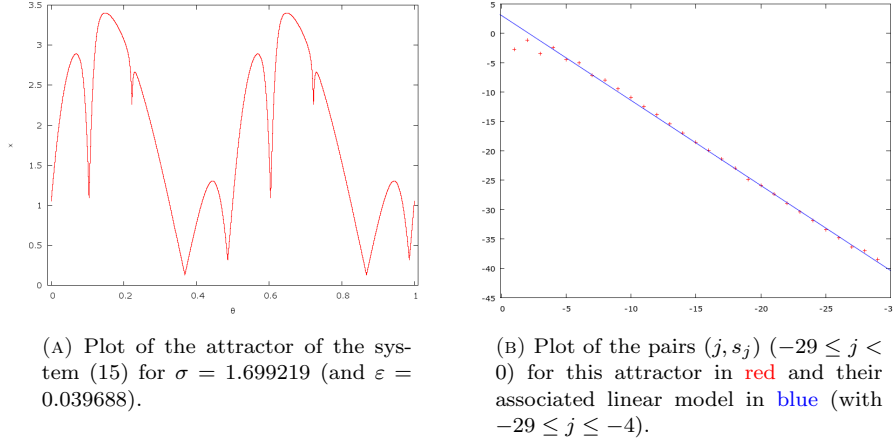 3.5
3
2.5
2
1.5
1
0.5
0
x
0 0.2 0.4 0.6 0.8 1
θ
5
0
-5
-10
-15
-20
-25
-30
-35
-40
-45
0 -5 -10 -15 -20 -25 -3
(A) Plot of the attractor of the sys-
tem (15) for σ = 1.699219 (and ε =
0.039688).
(B) Plot of the pairs (j, s_j) (−29 ≤ j <
0) for this attractor in red and their
associated linear model in blue (with
−29 ≤ j ≤ −4).